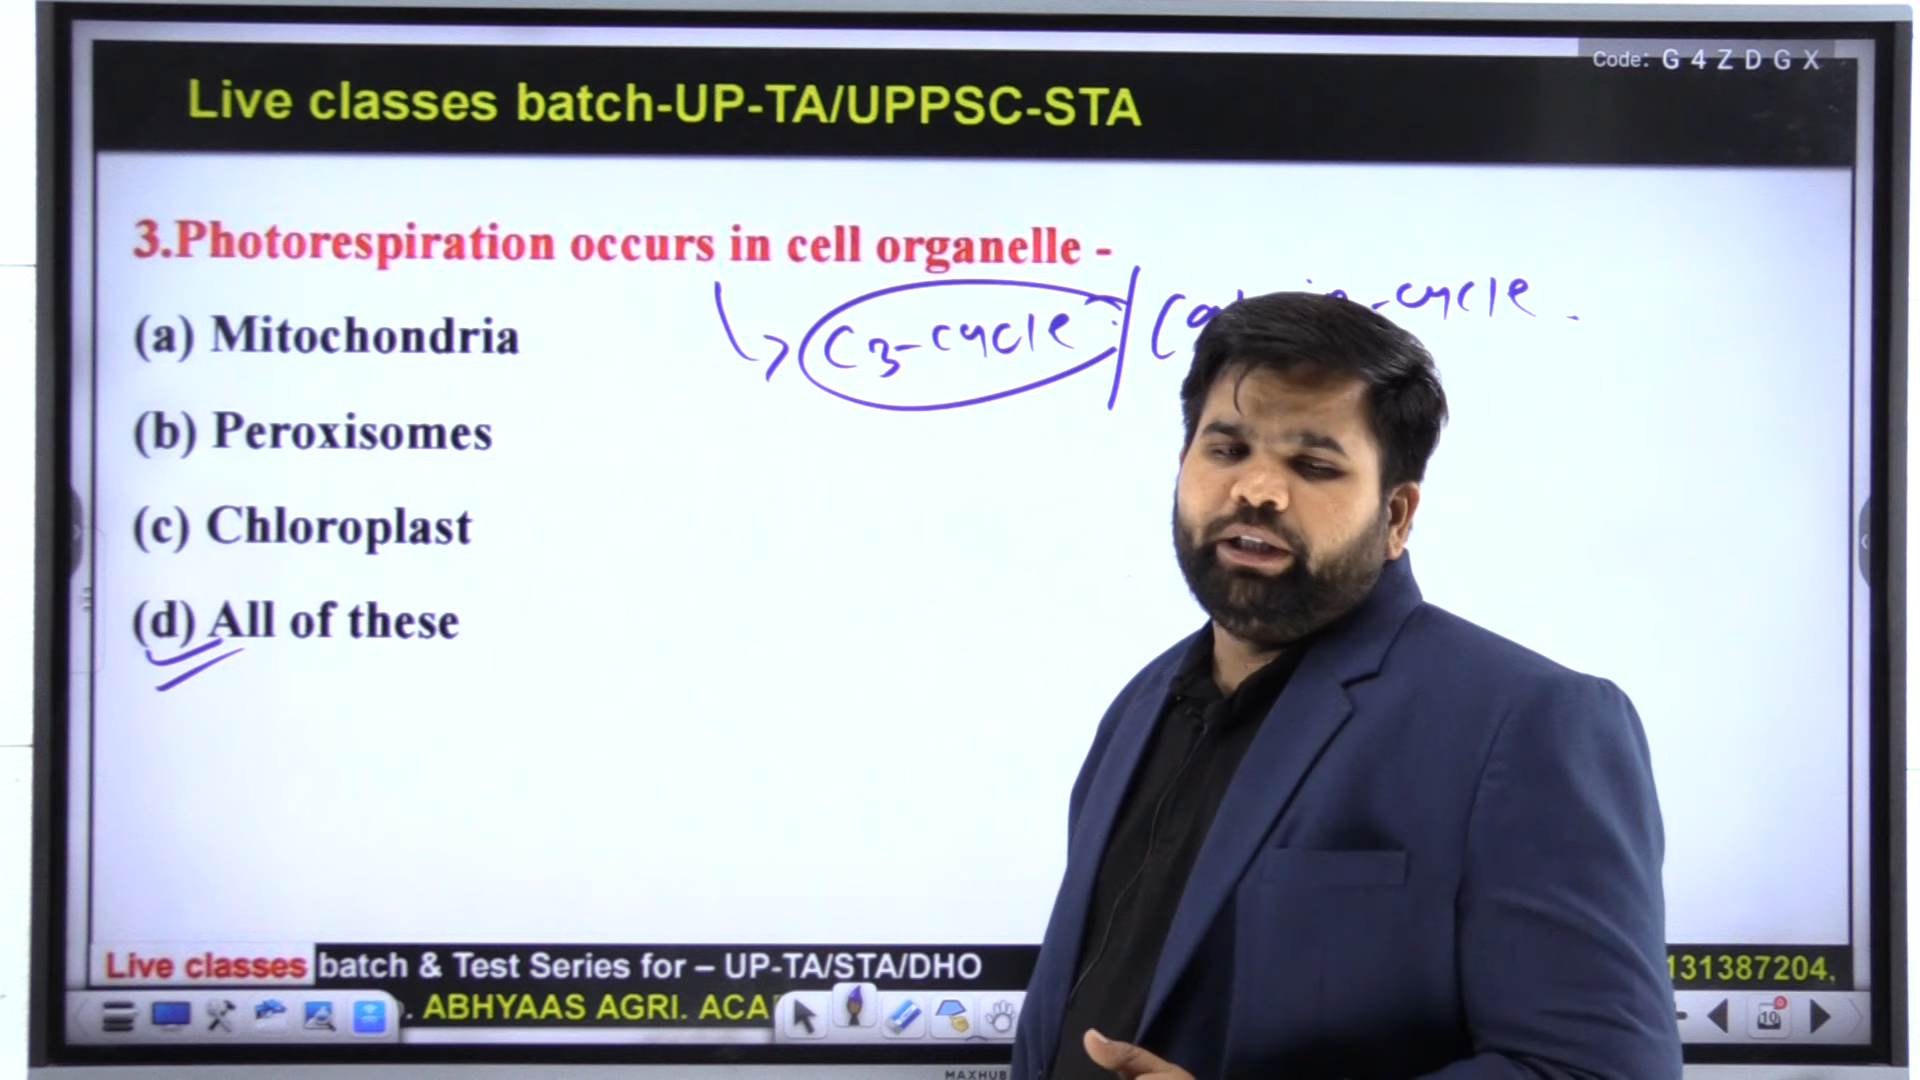 Code: G 4 Z D G X
Live classes batch-UP-TA/UPPSC-STA
3.Photorespiration occurs in cell organelle -
C3-cycle / cycle.
(a) Mitochondria
(b) Peroxisomes
(c) Chloroplast
(d) All of these
Live classes batch & Test Series for – UP-TA/STA/DHO
131387204,
. ABHYAAS AGRI.
10
MAXHUB